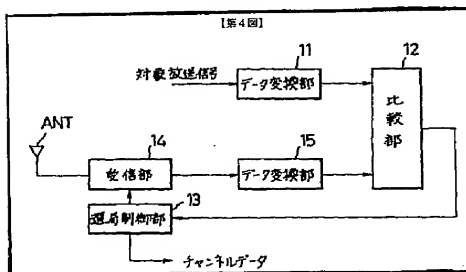 【第4図】
11
12
対象放送信号
データ変換部
比較部
ANT
14
15
受信部
データ変換部
13
選局制御部
チャンネルデータ